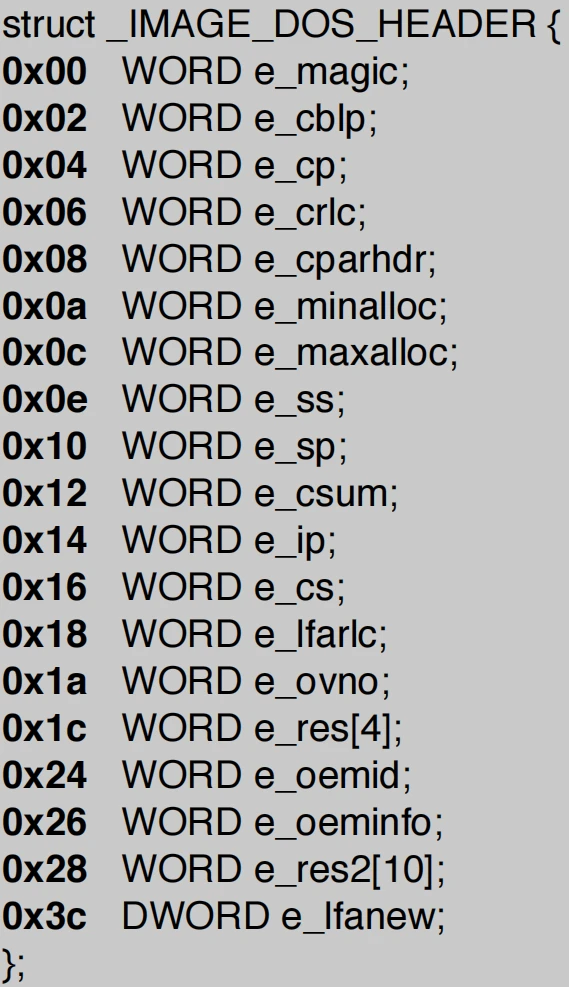 struct _IMAGE_DOS_HEADER {
0x00 WORD e_magic;
0x02 WORD e_cblp;
0x04 WORD e_cp;
0x06 WORD e_crlc;
0x08 WORD e_cparhdr;
0x0a WORD e_minalloc;
0x0c WORD e_maxalloc;
0x0e WORD e_ss;
0x10 WORD e_sp;
0x12 WORD e_csum;
0x14 WORD e_ip;
0x16 WORD e_cs;
0x18 WORD e_lfarlc;
0x1a WORD e_ovno;
0x1c WORD e_res[4];
0x24 WORD e_oemid;
0x26 WORD e_oeminfo;
0x28 WORD e_res2[10];
0x3c DWORD e_lfanew;
};